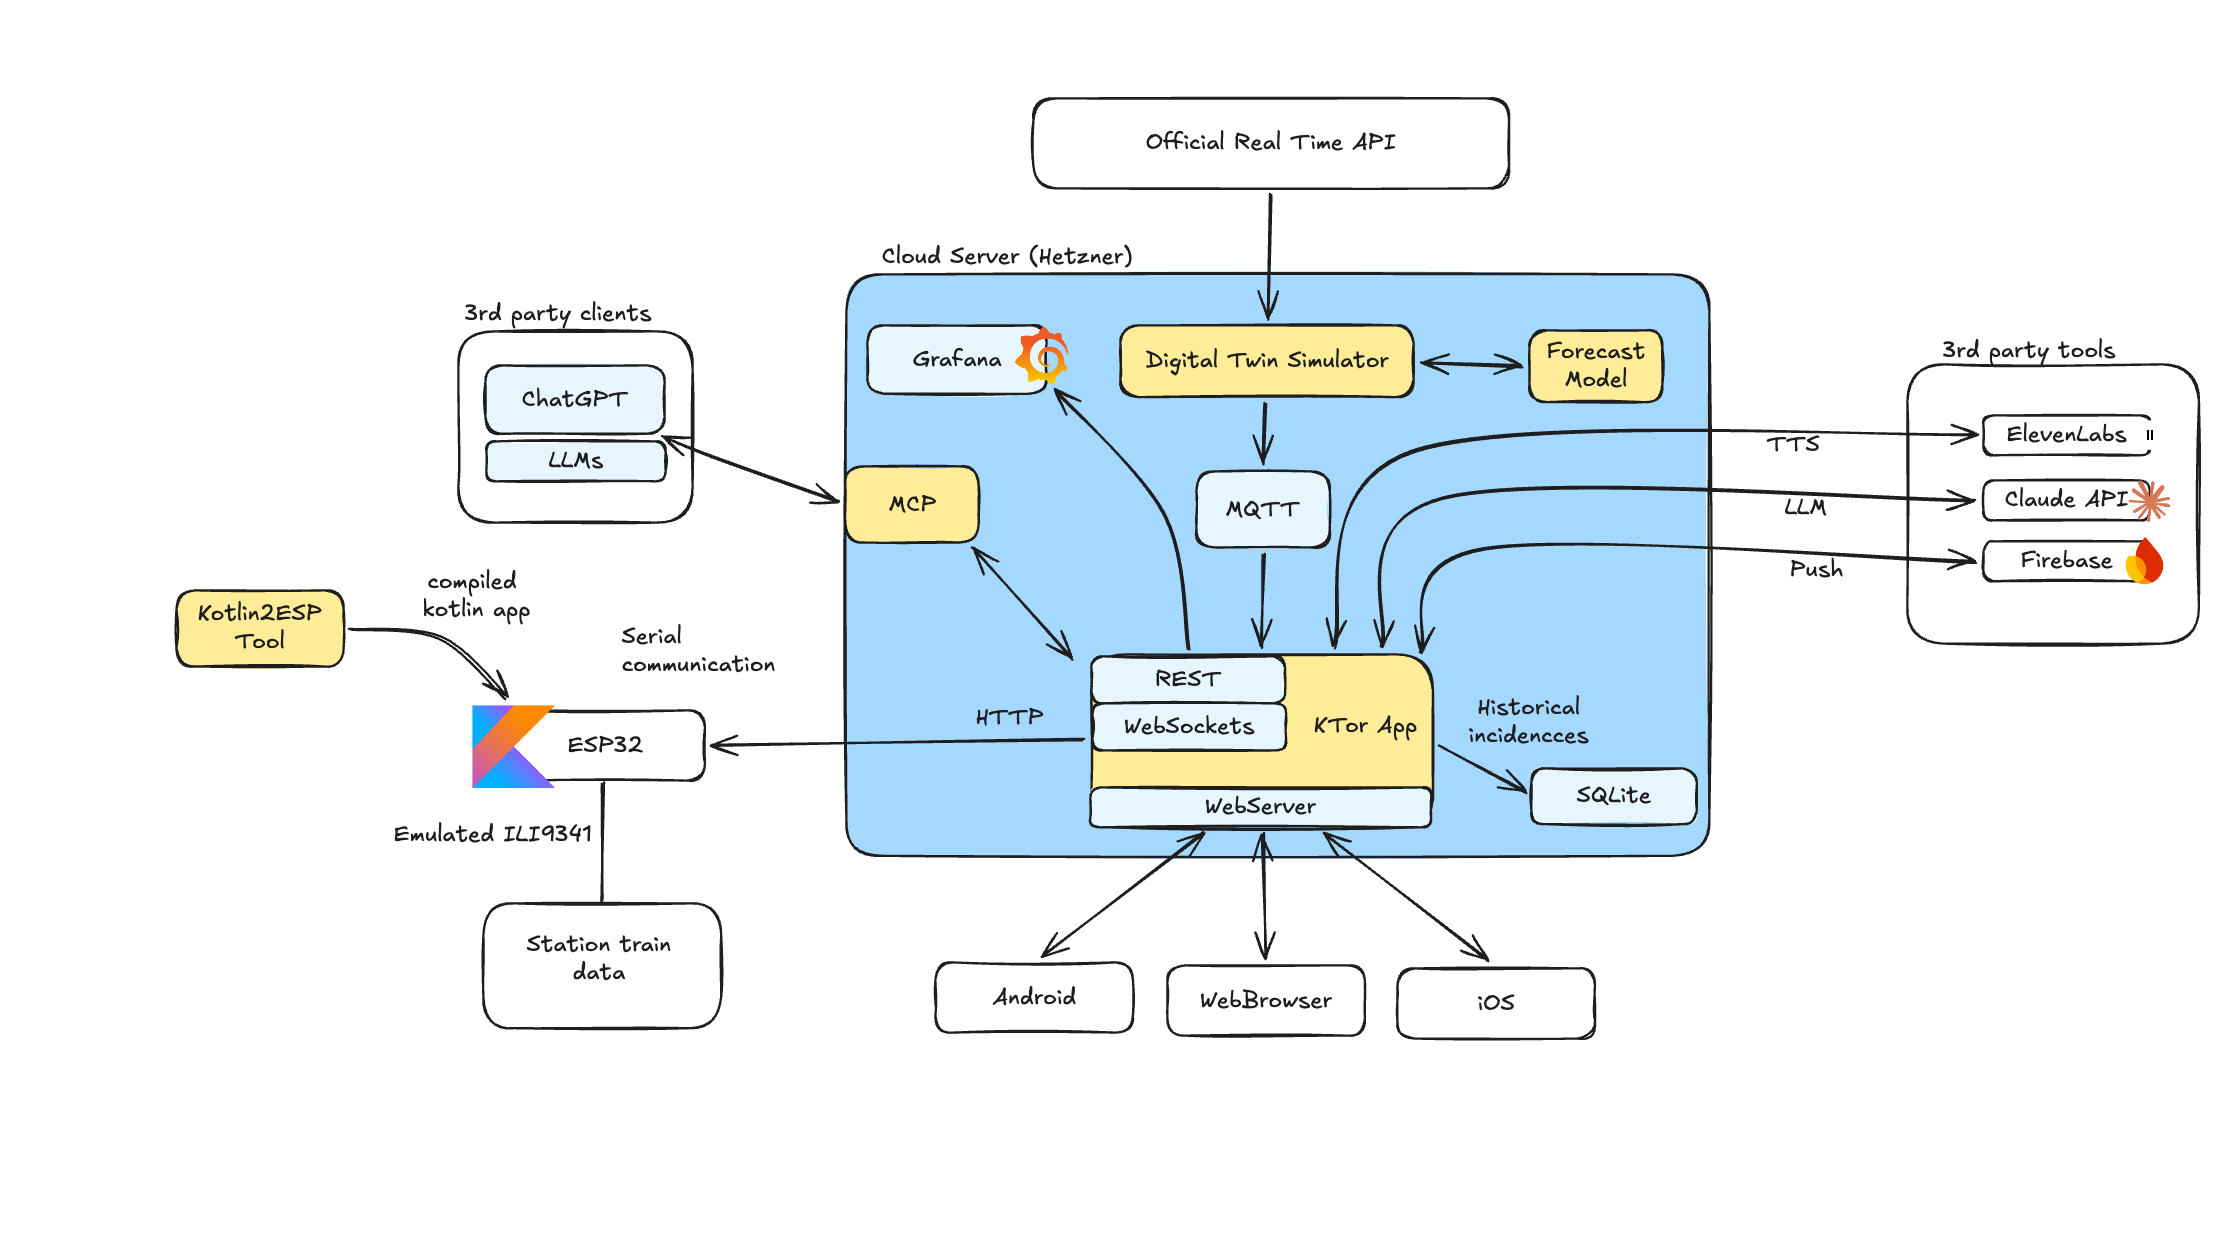 Official Real Time API
Cloud Server (Hetzner)
3rd party clients
ChatGPT
LLMs
Grafana
Digital Twin Simulator
Forecast
Model
3rd party tools
ElevenLabs
Claude API
Firebase
TTS
LLM
Push
MCP
MQTT
Kotlin2ESP
Tool
compiled
kotlin app
Serial
communication
ESP32
HTTP
REST
WebSockets
KTor App
WebServer
Historical
incidencces
SQLite
Emulated ILI9341
Station train
data
Android
WebBrowser
iOS